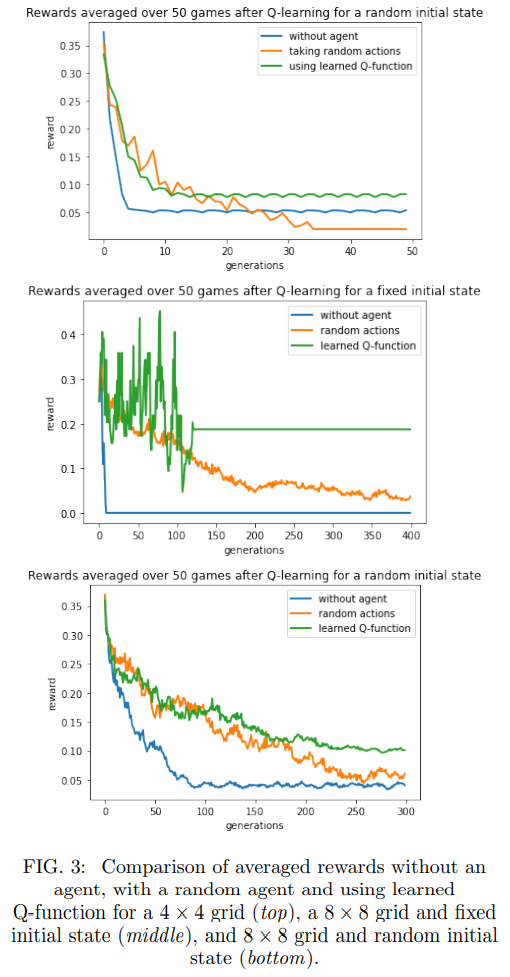 Rewards averaged over 50 games after Q-learning for a random initial state
without agent
taking random actions
using learned Q-function
0.35
0.30
0.25
0.20
0.15
0.10
0.05
reward
0 10 20 30 40 50
generations
Rewards averaged over 50 games after Q-learning for a fixed initial state
without agent
random actions
learned Q-function
0.4
0.3
0.2
0.1
0.0
reward
0 50 100 150 200 250 300 350 400
generations
Rewards averaged over 50 games after Q-learning for a random initial state
without agent
random actions
learned Q-function
0.35
0.30
0.25
0.20
0.15
0.10
0.05
reward
0 50 100 150 200 250 300
generations
FIG. 3: Comparison of averaged rewards without an
agent, with a random agent and using learned
Q-function for a 4 × 4 grid (top), a 8 × 8 grid and fixed
initial state (middle), and 8 × 8 grid and random initial
state (bottom).